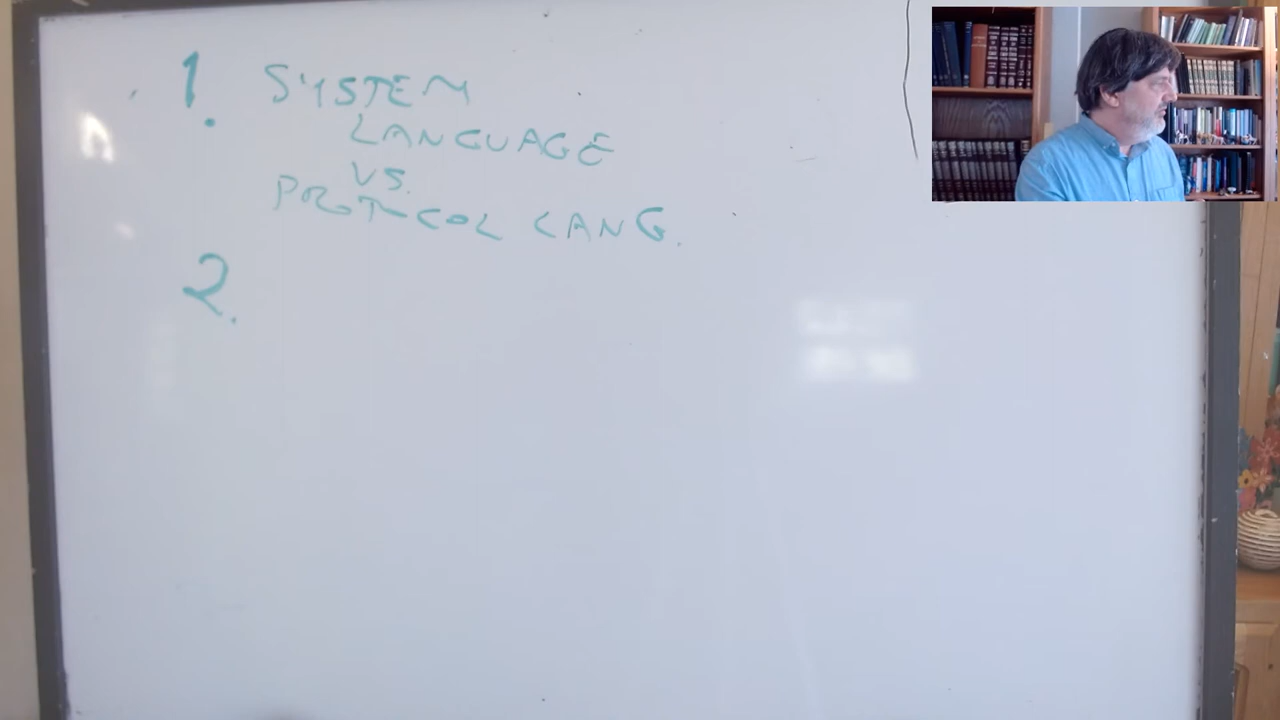 1. SYSTEM
LANGUAGE
VS.
PROTOCOL LANG.
2.